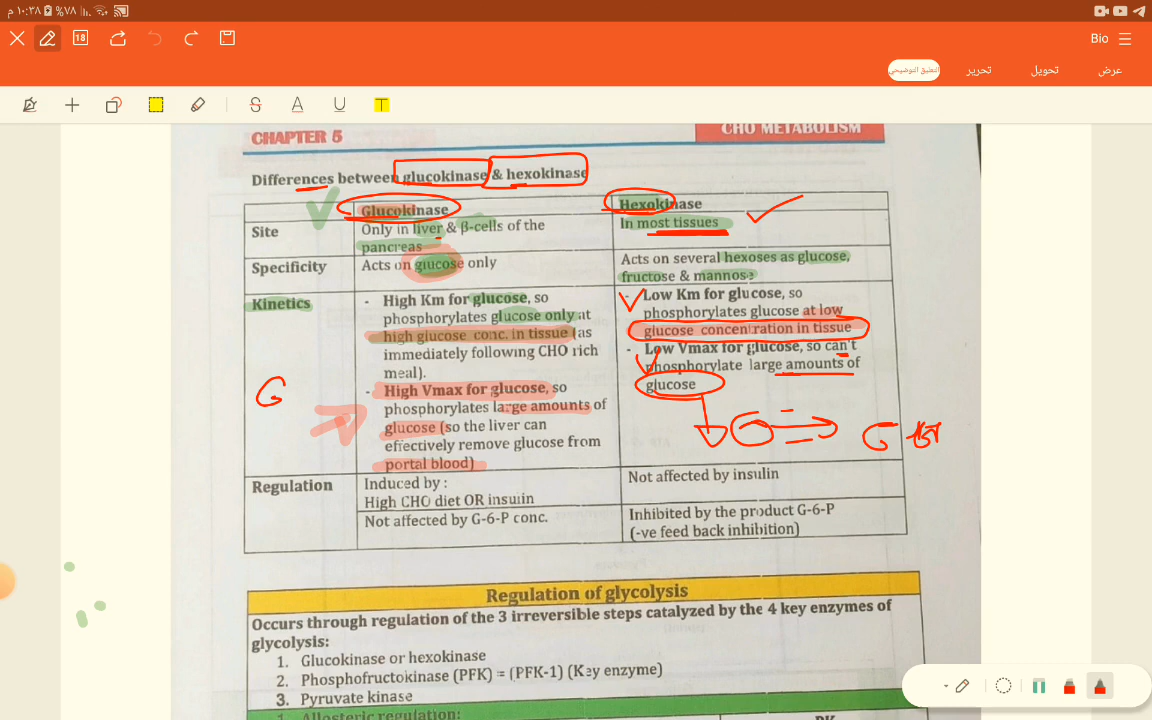 ١٠:٣٨ م
%٧٨
18
Bio
التعليق التوضيحي
تحرير
تحويل
عرض
CHAPTER 5
CHO METABOLISM
Differences between glucokinase & hexokinase
Glucokinase
Hexokinase
Site
Only in liver & β-cells of the
pancreas
In most tissues
Specificity
Acts on glucose only
Acts on several hexoses as glucose,
fructose & mannose
Kinetics
- High Km for glucose, so
phosphorylates glucose only at
high glucose conc. in tissue (as
immediately following CHO rich
meal).
- High Vmax for glucose, so
phosphorylates large amounts of
glucose (so the liver can
effectively remove glucose from
portal blood)
- Low Km for glucose, so
phosphorylates glucose at low
glucose concentration in tissue
- Low Vmax for glucose, so can't
phosphorylate large amounts of
glucose
G
Regulation
Induced by :
High CHO diet OR insulin
Not affected by insulin
Not affected by G-6-P conc.
Inhibited by the product G-6-P
(-ve feed back inhibition)
Regulation of glycolysis
Occurs through regulation of the 3 irreversible steps catalyzed by the 4 key enzymes of
glycolysis:
1. Glucokinase or hexokinase
2. Phosphofructokinase (PFK) = (PFK-1) (Key enzyme)
3. Pyruvate kinase
1. Allosteric regulation:
PK